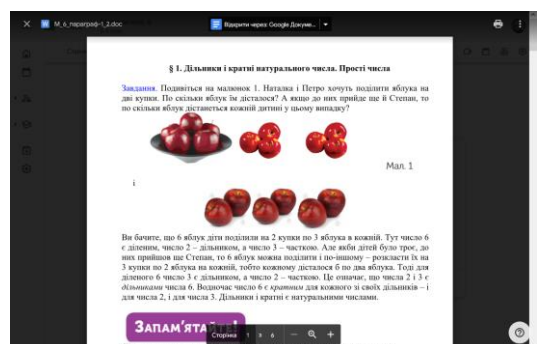 М_6_параграф-1_2.doc
Відкрити через Google Докуме...
§ 1. Дільники і кратні натурального числа. Прості числа
Завдання. Подивіться на малюнок 1. Наталка і Петро хочуть поділити яблука на
дві купки. По скільки яблук їм дісталося? А якщо до них прийде ще й Степан, то
по скільки яблук дістанеться кожній дитині у цьому випадку?
Мал. 1
і
Ви бачите, що 6 яблук діти поділили на 2 купки по 3 яблука в кожній. Тут число 6
є діленим, число 2 – дільником, а число 3 – часткою. Але якби дітей було троє, до
них прийшов ще Степан, то 6 яблук можна поділити і по-іншому – розкласти їх на
3 купки по 2 яблука на кожній, тобто кожному дісталося б по два яблука. Тоді для
діленого 6 число 3 є дільником, а число 2 – часткою. Це означає, що числа 2 і 3 є
дільниками числа 6. Водночас число 6 є кратним для кожного зі своїх дільників – і
для числа 2, і для числа 3. Дільники і кратні є натуральними числами.
ЗАПАМ'ЯТАЙТЕ!
Сторінка 1 з 6